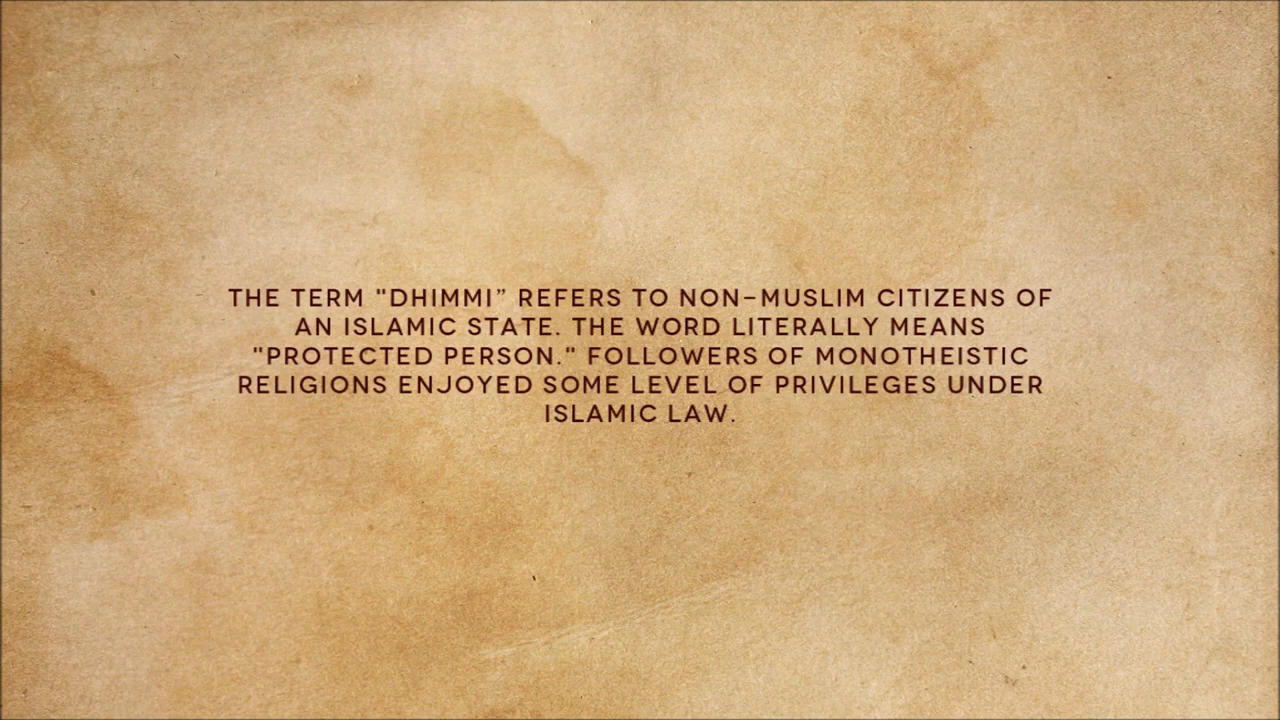 THE TERM "DHIMMI” REFERS TO NON-MUSLIM CITIZENS OF
AN ISLAMIC STATE. THE WORD LITERALLY MEANS
"PROTECTED PERSON." FOLLOWERS OF MONOTHEISTIC
RELIGIONS ENJOYED SOME LEVEL OF PRIVILEGES UNDER
ISLAMIC LAW.